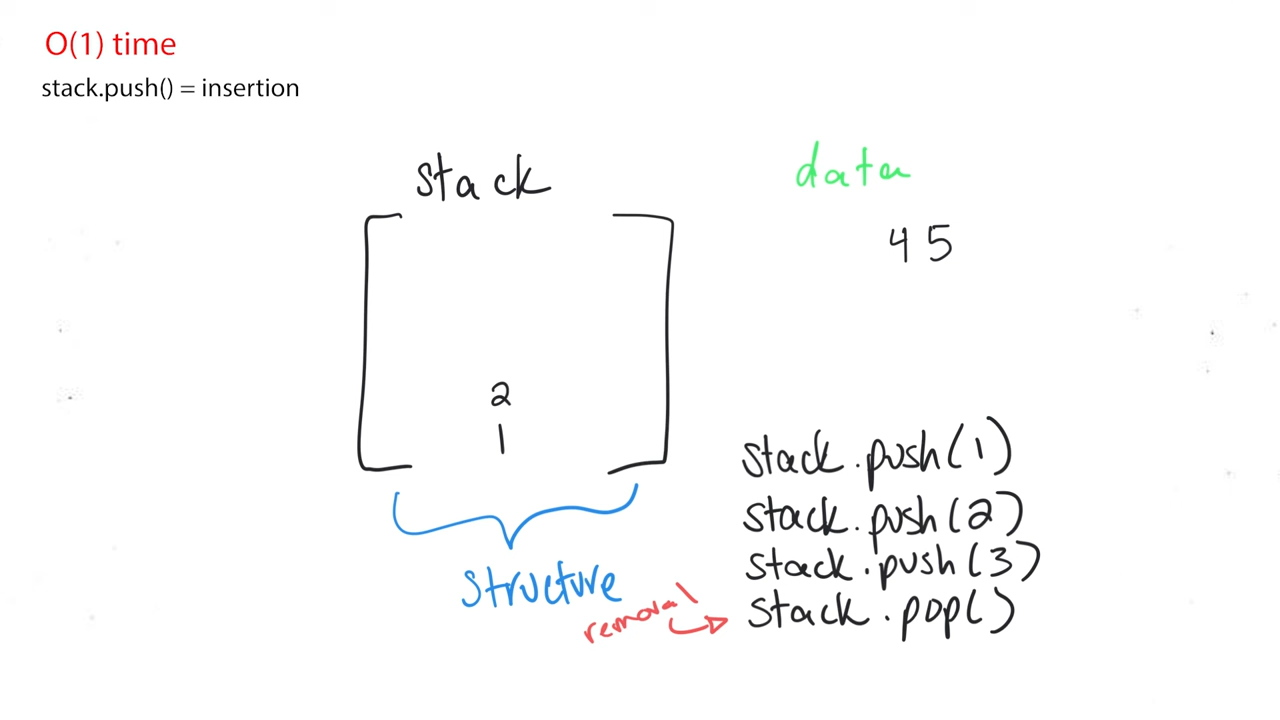 O(1) time
stack.push() = insertion
stack
data
4 5
2
1
stack.push(1)
stack.push(2)
stack.push(3)
structure
removal
stack.pop()